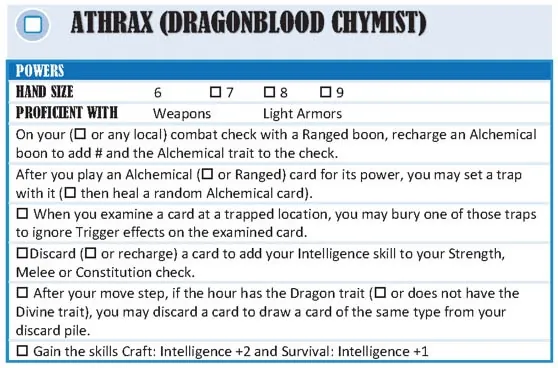 ATHRAX (DRAGONBLOOD CHYMIST)
POWERS
HAND SIZE 6 ☐ 7 ☐ 8 ☐ 9
PROFICIENT WITH Weapons Light Armors
On your (☐ or any local) combat check with a Ranged boon, recharge an Alchemical
boon to add # and the Alchemical trait to the check.
After you play an Alchemical (☐ or Ranged) card for its power, you may set a trap
with it (☐ then heal a random Alchemical card).
☐ When you examine a card at a trapped location, you may bury one of those traps
to ignore Trigger effects on the examined card.
☐Discard (☐ or recharge) a card to add your Intelligence skill to your Strength,
Melee or Constitution check.
☐ After your move step, if the hour has the Dragon trait (☐ or does not have the
Divine trait), you may discard a card to draw a card of the same type from your
discard pile.
☐ Gain the skills Craft: Intelligence +2 and Survival: Intelligence +1